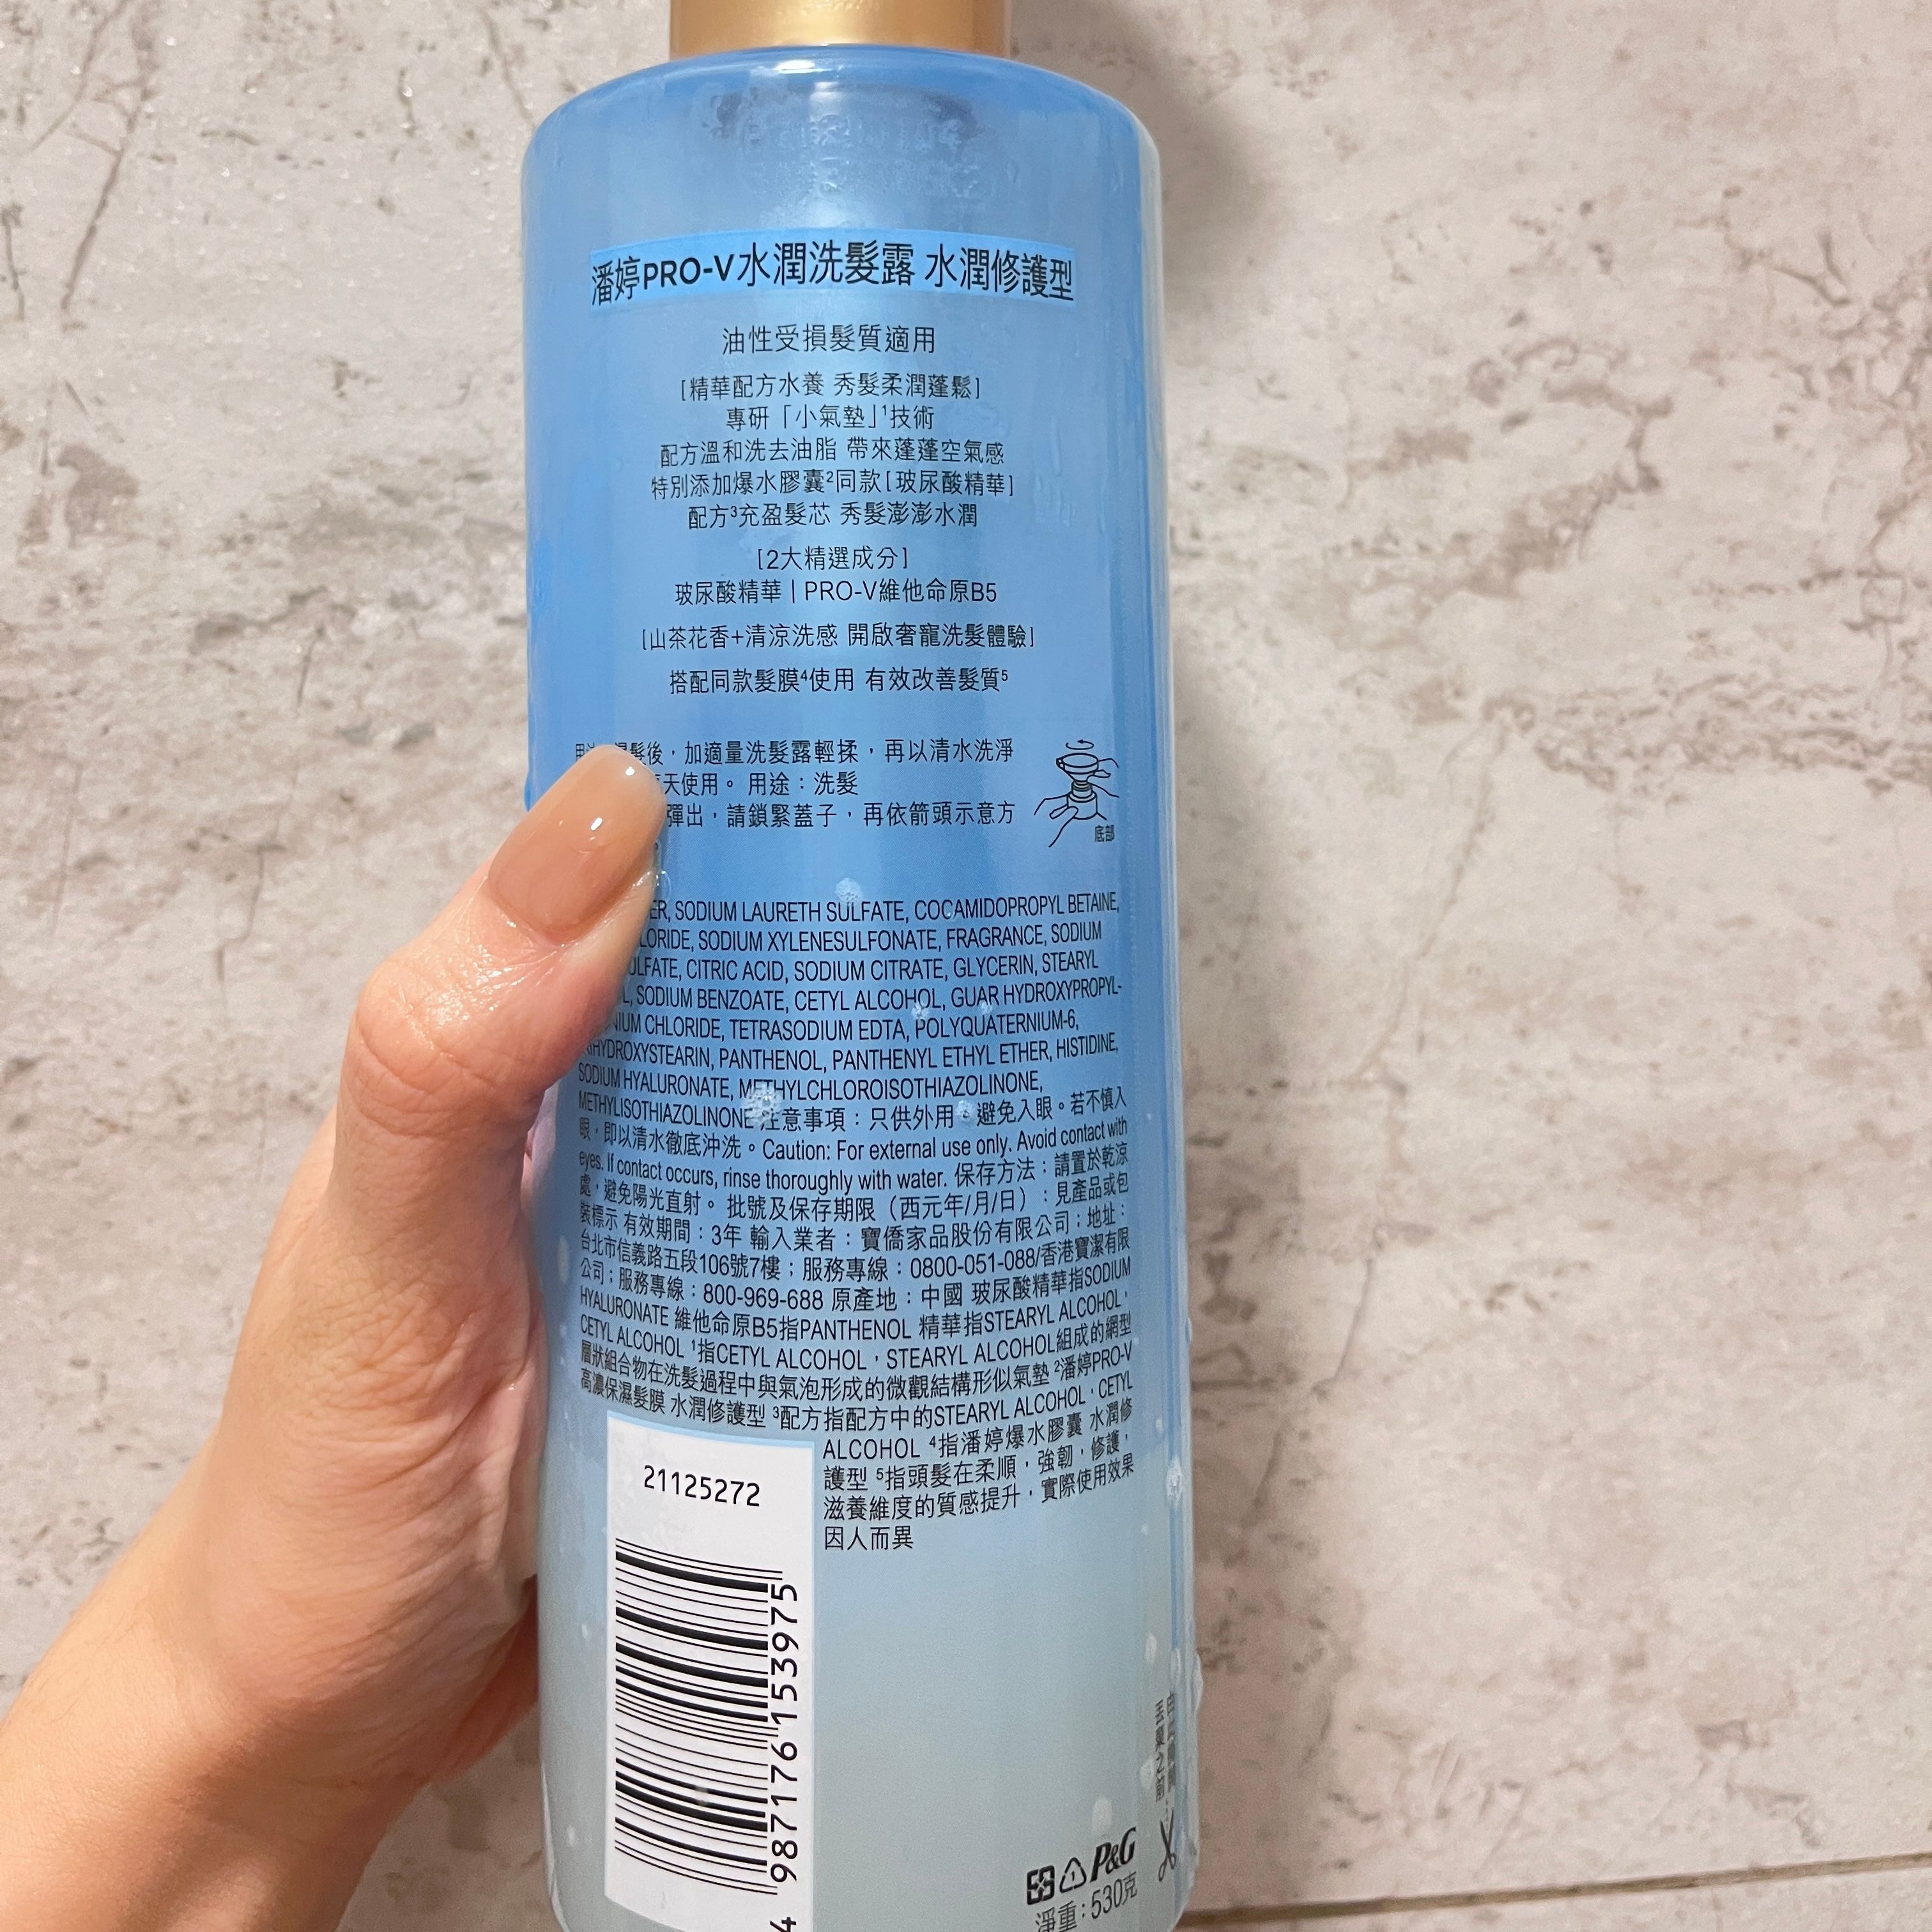 潘婷PRO-V水潤洗髮露 水潤修護型
油性受損髮質適用
[精華配方水養 秀髮柔潤蓬鬆]
專研「小氣墊」¹技術
配方溫和洗去油脂 帶來蓬蓬空氣感
特別添加爆水膠囊²同款[玻尿酸精華]
配方³充盈髮芯 秀髮澎澎水潤
[2大精選成分]
玻尿酸精華 | PRO-V維他命原B5
[山茶花香+清涼洗感 開啟奢寵洗髮體驗]
搭配同款髮膜⁴使用 有效改善髮質⁵
髮後，加適量洗髮露輕揉，再以清水洗淨
天使用。 用途：洗髮
彈出，請鎖緊蓋子，再依箭頭示意方
底部
SODIUM LAURETH SULFATE, COCAMIDOPROPYL BETAINE,
SODIUM XYLENESULFONATE, FRAGRANCE, SODIUM
CITRIC ACID, SODIUM CITRATE, GLYCERIN, STEARYL
SODIUM BENZOATE, CETYL ALCOHOL, GUAR HYDROXYPROPYL-
CHLORIDE, TETRASODIUM EDTA, POLYQUATERNIUM-6,
PANTHENOL, PANTHENYL ETHYL ETHER, HISTIDINE,
SODIUM HYALURONATE, METHYLCHLOROISOTHIAZOLINONE,
METHYLISOTHIAZOLINONE 注意事項：只供外用。避免入眼。若不慎入
眼，即以清水徹底沖洗。Caution: For external use only. Avoid contact with
eyes. If contact occurs, rinse thoroughly with water. 保存方法：請置於乾涼
處，避免陽光直射。 批號及保存期限（西元年/月/日）：見產品或包
裝標示 有效期間：3年 輸入業者：寶僑家品股份有限公司；地址：
台北市信義路五段106號7樓；服務專線：0800-051-088/香港寶潔有限
公司；服務專線：800-969-688 原產地：中國 玻尿酸精華指SODIUM
HYALURONATE 維他命原B5指PANTHENOL 精華指STEARYL ALCOHOL，
CETYL ALCOHOL ¹指CETYL ALCOHOL，STEARYL ALCOHOL組成的網型
層狀組合物在洗髮過程中與氣泡形成的微觀結構形似氣墊 ²潘婷PRO-V
高濃保濕髮膜 水潤修護型 ³配方指配方中的STEARYL ALCOHOL，CETYL
ALCOHOL ⁴指潘婷爆水膠囊 水潤修
護型 ⁵指頭髮在柔順，強韌，修護，
滋養維度的質感提升，實際使用效果
因人而異
21125272
4 987176 153975
P&G
淨重：530克